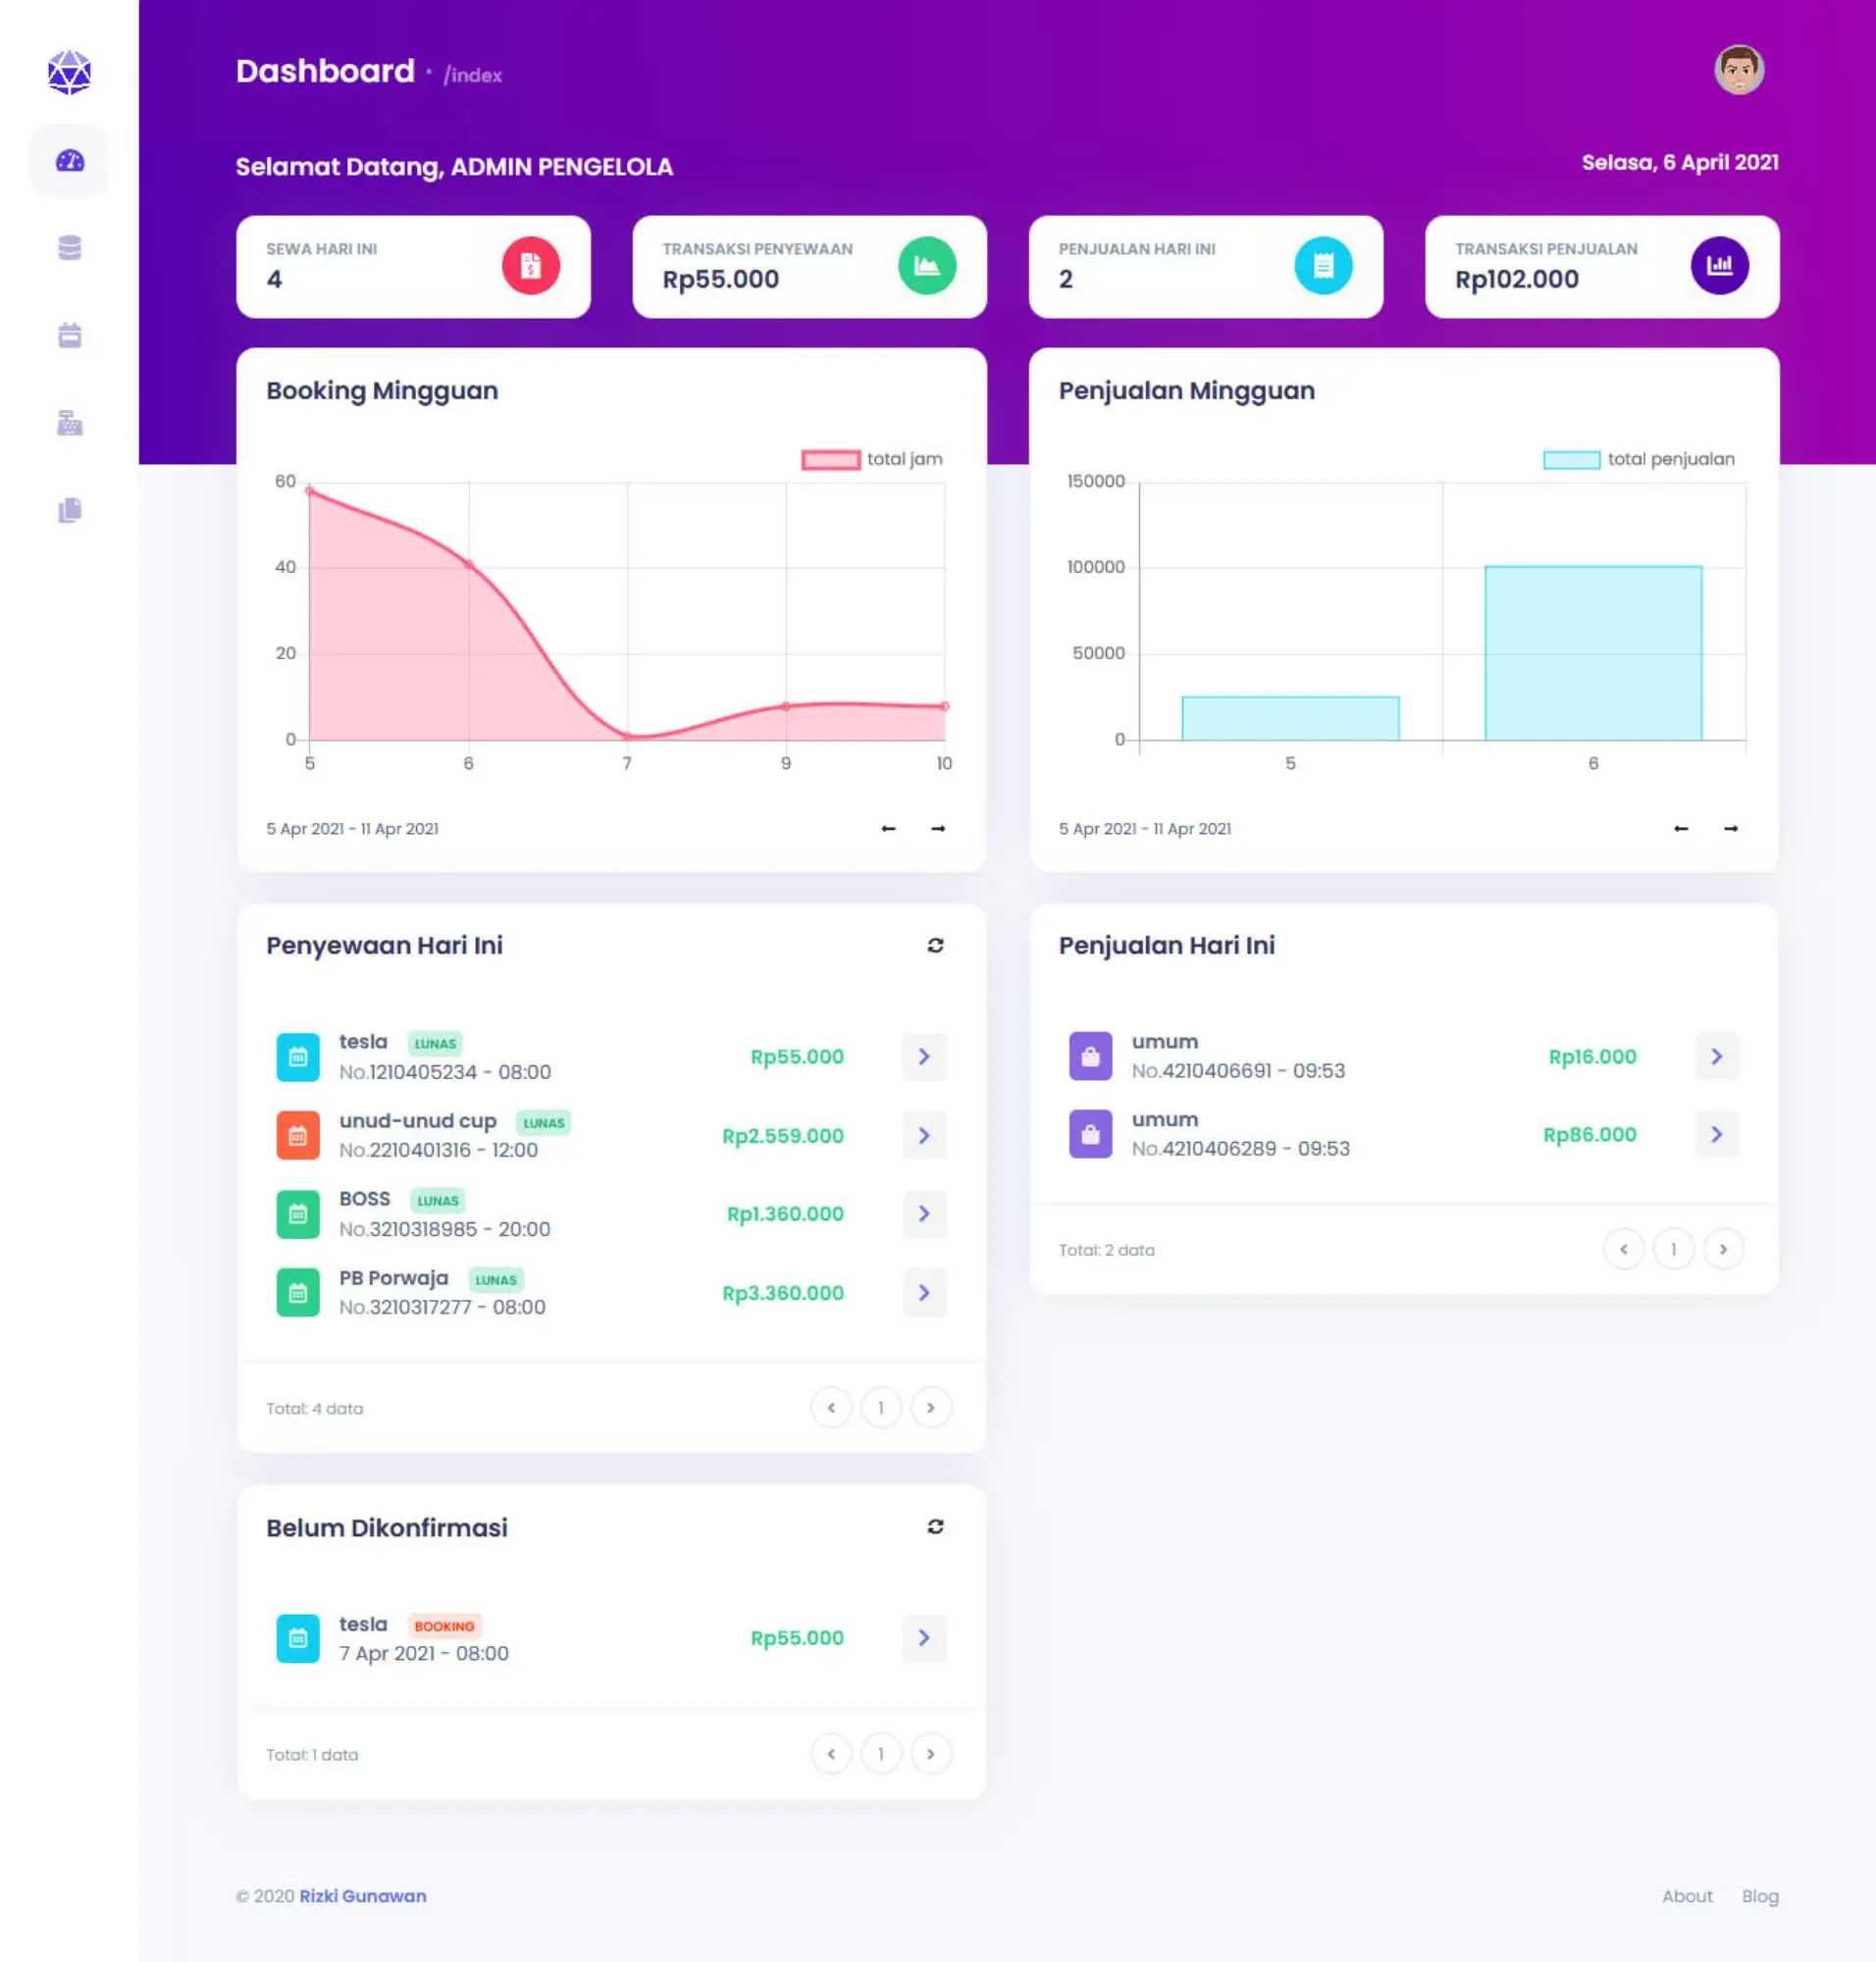 Dashboard · /index
Selamat Datang, ADMIN PENGELOLA
Selasa, 6 April 2021
SEWA HARI INI
4
TRANSAKSI PENYEWAAN
Rp55.000
PENJUALAN HARI INI
2
TRANSAKSI PENJUALAN
Rp102.000
Booking Mingguan
total jam
60
40
20
0
5 6 7 9 10
5 Apr 2021 - 11 Apr 2021
Penjualan Mingguan
total penjualan
150000
100000
50000
0
5 6
5 Apr 2021 - 11 Apr 2021
Penyewaan Hari Ini
tesla LUNAS
No.1210405234 - 08:00
Rp55.000
unud-unud cup LUNAS
No.2210401316 - 12:00
Rp2.559.000
BOSS LUNAS
No.3210318985 - 20:00
Rp1.360.000
PB Porwaja LUNAS
No.3210317277 - 08:00
Rp3.360.000
Total: 4 data
1
Penjualan Hari Ini
umum
No.4210406691 - 09:53
Rp16.000
umum
No.4210406289 - 09:53
Rp86.000
Total: 2 data
1
Belum Dikonfirmasi
tesla BOOKING
7 Apr 2021 - 08:00
Rp55.000
Total: 1 data
1
© 2020 Rizki Gunawan
About Blog